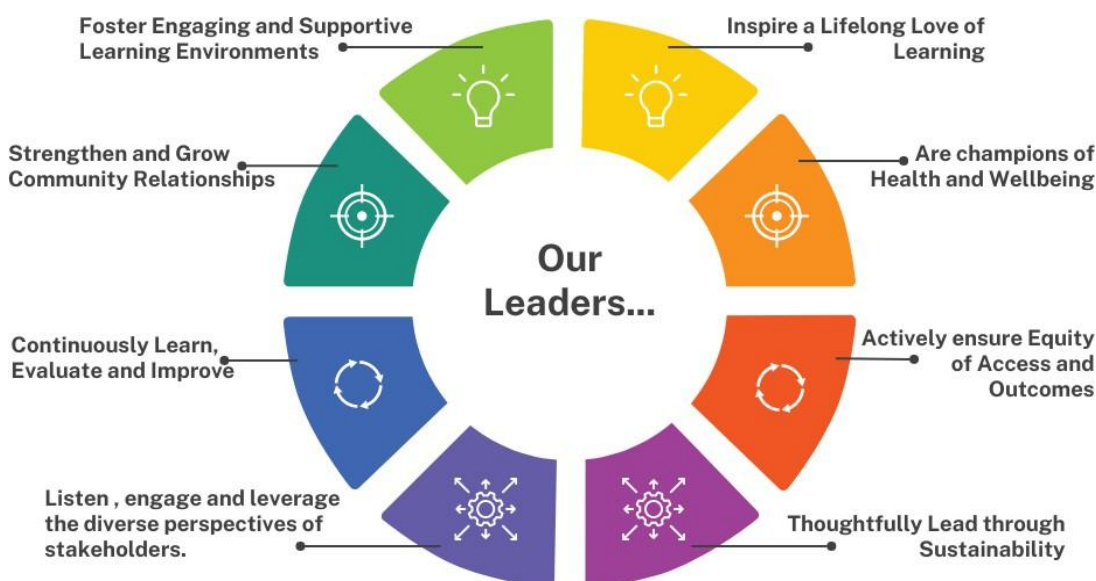 Foster Engaging and Supportive
Learning Environments
Inspire a Lifelong Love of
Learning
Strengthen and Grow
Community Relationships
Are champions of
Health and Wellbeing
Our
Leaders...
Continuously Learn,
Evaluate and Improve
Actively ensure Equity
of Access and
Outcomes
Listen , engage and leverage
the diverse perspectives of
stakeholders.
Thoughtfully Lead through
Sustainability